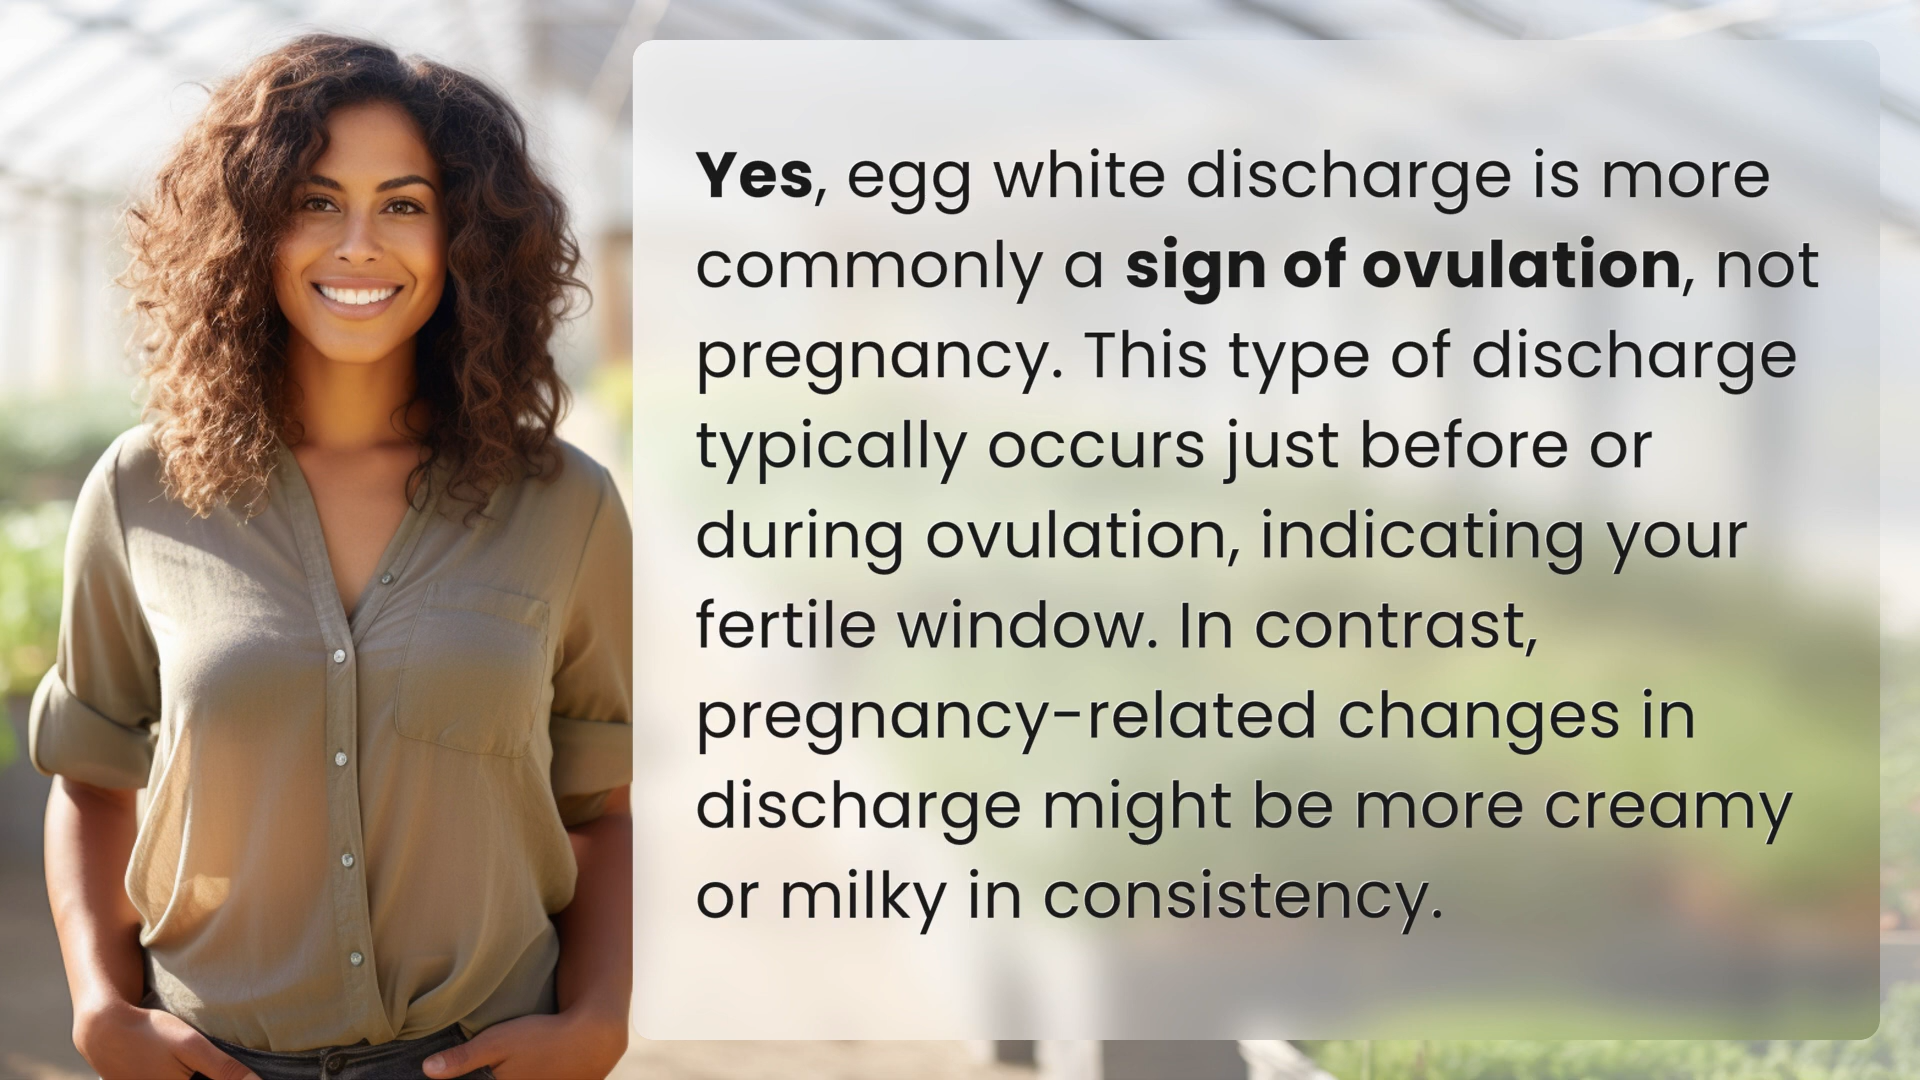 Yes, egg white discharge is more
commonly a sign of ovulation, not
pregnancy. This type of discharge
typically occurs just before or
during ovulation, indicating your
fertile window. In contrast,
pregnancy-related changes in
discharge might be more creamy
or milky in consistency.